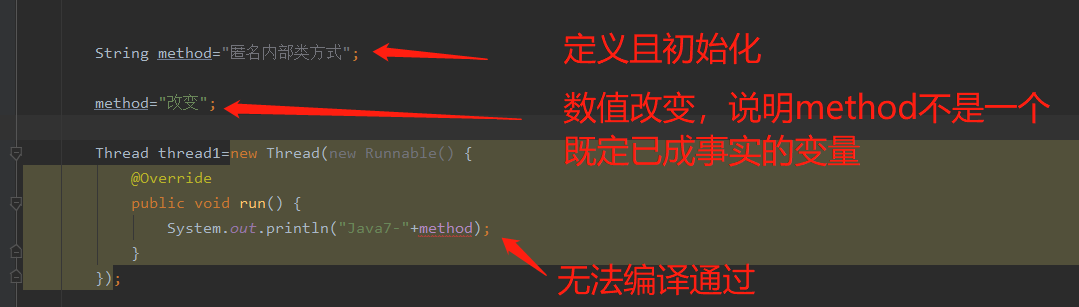 String method="匿名内部类方式";
定义且初始化
method="改变";
数值改变，说明method不是一个
既定已成事实的变量
Thread thread1=new Thread(new Runnable() {
@Override
public void run() {
System.out.println("Java7-"+method);
}
});
无法编译通过